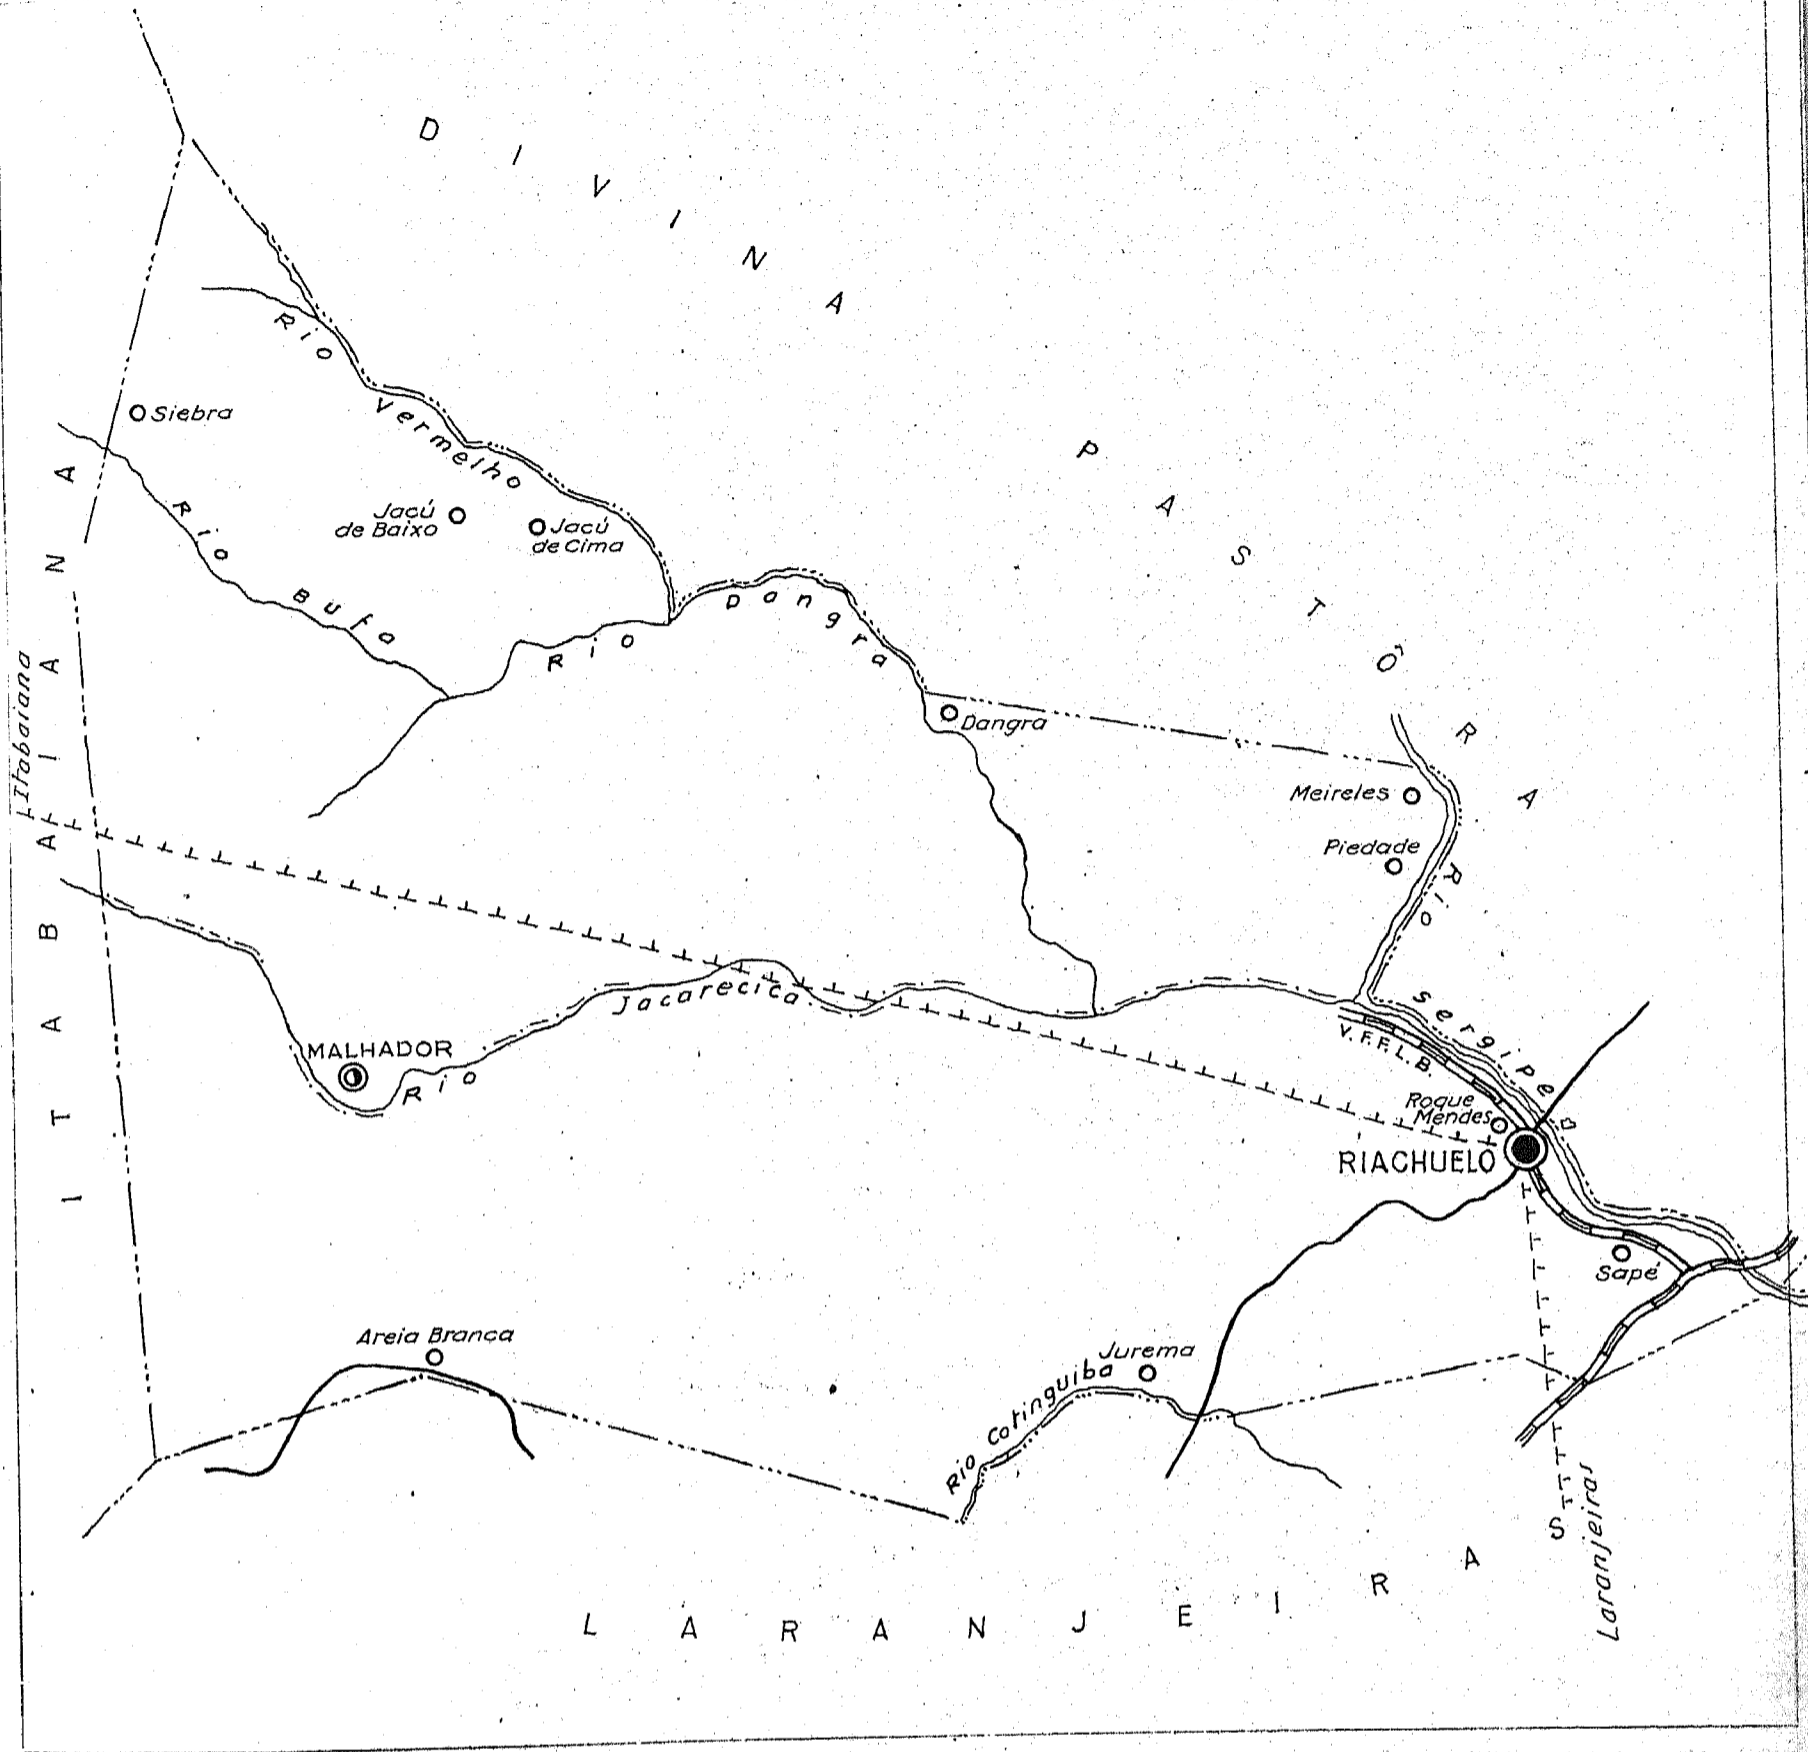 DIVINA
PASTÔRA
Rio
Vermelho
Siebra
Jacú
de Baixo
Jacú
de Cima
Rio
Bufa
Rio
Dangra
Dangra
Meireles
Piedade
Rio
Sergipe
ITABAIANA
Itabaiana
Jacarecica
MALHADOR
Rio
V.F.F.L.B.
Roque
Mendes
RIACHUELO
Sapé
Areia Branca
Jurema
Rio Cotinguiba
LARANJEIRAS
Laranjeiras